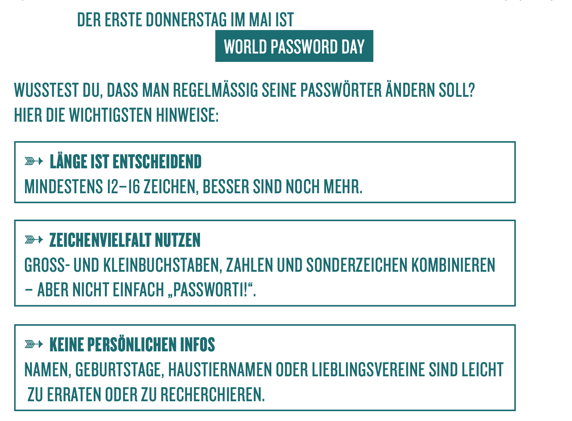 DER ERSTE DONNERSTAG IM MAI IST
WORLD PASSWORD DAY
WUSSTEST DU, DASS MAN REGELMÄSSIG SEINE PASSWÖRTER ÄNDERN SOLL?
HIER DIE WICHTIGSTEN HINWEISE:
➳ LÄNGE IST ENTSCHEIDEND
MINDESTENS 12–16 ZEICHEN, BESSER SIND NOCH MEHR.
➳ ZEICHENVIELFALT NUTZEN
GROSS- UND KLEINBUCHSTABEN, ZAHLEN UND SONDERZEICHEN KOMBINIEREN
– ABER NICHT EINFACH „PASSWORT1!“.
➳ KEINE PERSÖNLICHEN INFOS
NAMEN, GEBURTSTAGE, HAUSTIERNAMEN ODER LIEBLINGSVEREINE SIND LEICHT
ZU ERRATEN ODER ZU RECHERCHIEREN.